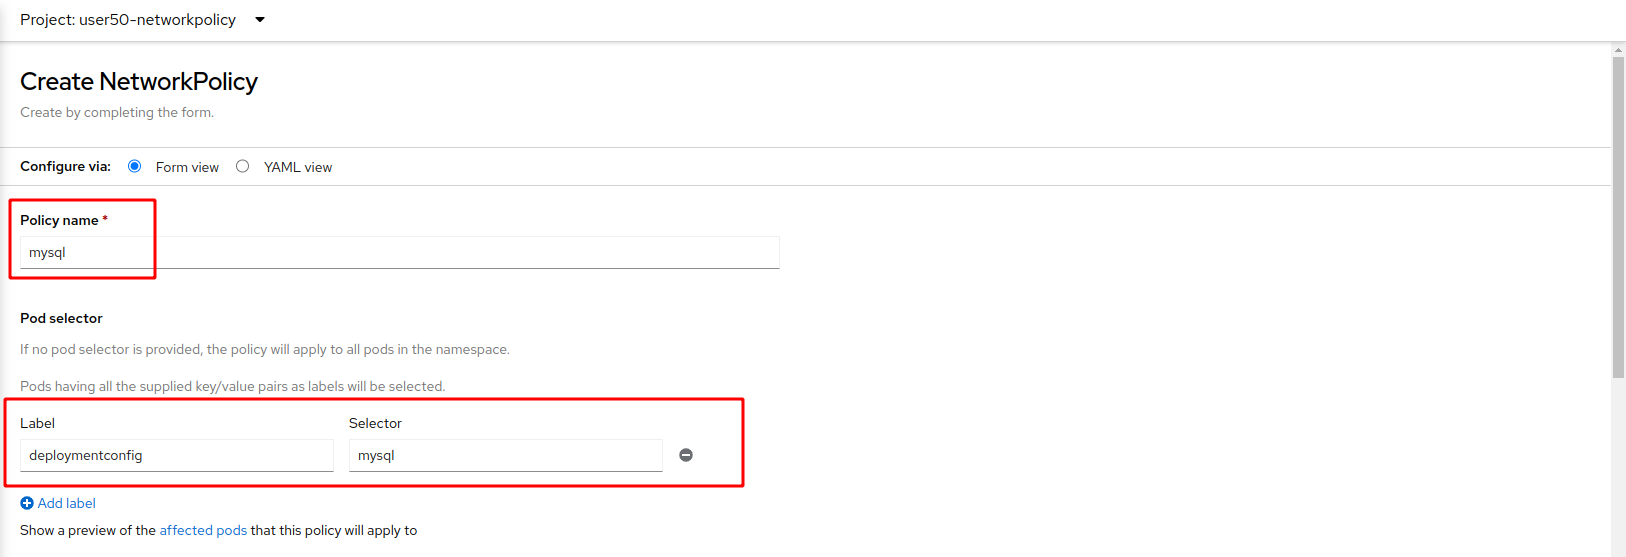 Project: user50-networkpolicy
Create NetworkPolicy
Create by completing the form.
Configure via: Form view YAML view
Policy name *
mysql
Pod selector
If no pod selector is provided, the policy will apply to all pods in the namespace.
Pods having all the supplied key/value pairs as labels will be selected.
Label Selector
deploymentconfig mysql
Add label
Show a preview of the affected pods that this policy will apply to